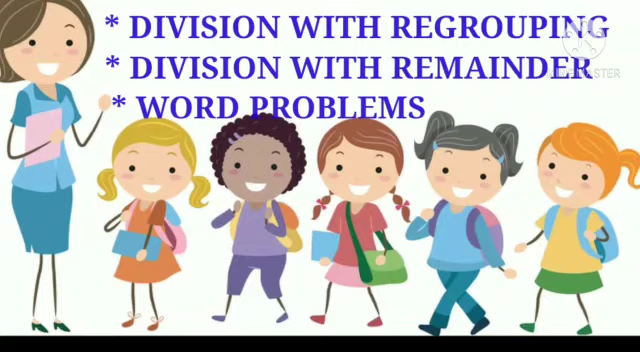 * DIVISION WITH REGROUPING
* DIVISION WITH REMAINDER
* WORD PROBLEMS